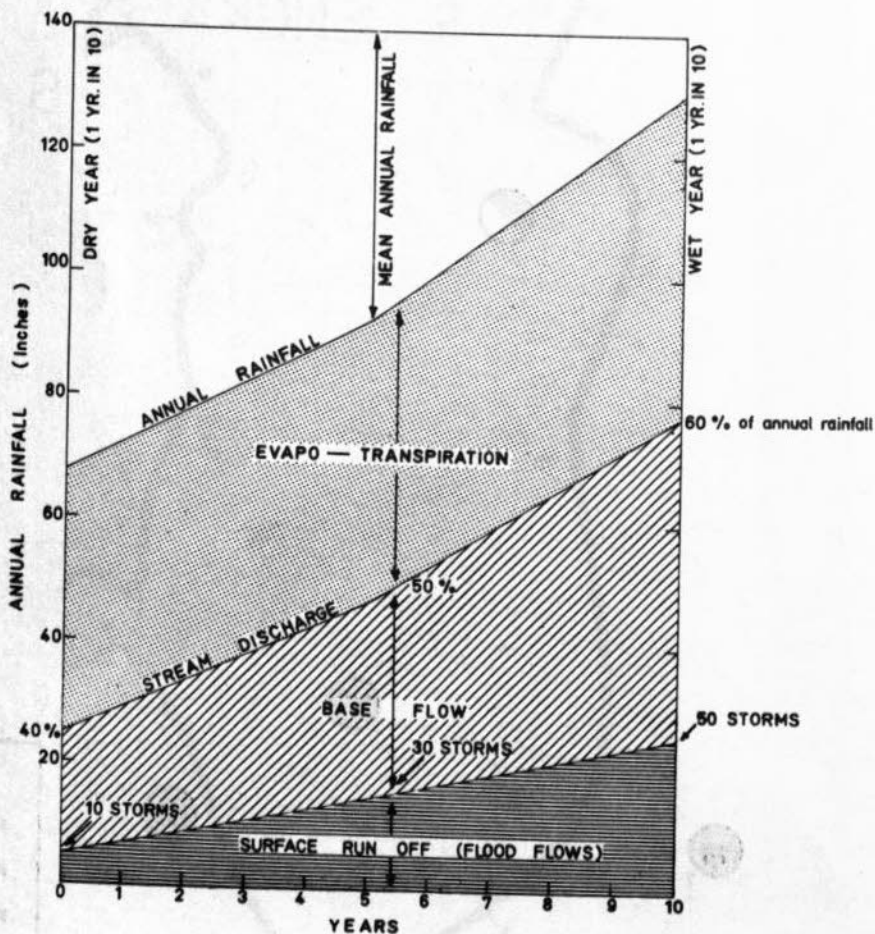 140
120
100
80
60
40
40%
20
ANNUAL RAINFALL (Inches)
DRY YEAR (1 YR. IN 10)
MEAN ANNUAL RAINFALL
WET YEAR (1 YR. IN 10)
ANNUAL RAINFALL
EVAPO — TRANSPIRATION
60% of annual rainfall
50%
STREAM DISCHARGE
BASE FLOW
30 STORMS
50 STORMS
10 STORMS
SURFACE RUN OFF (FLOOD FLOWS)
0 1 2 3 4 5 6 7 8 9 10
YEARS